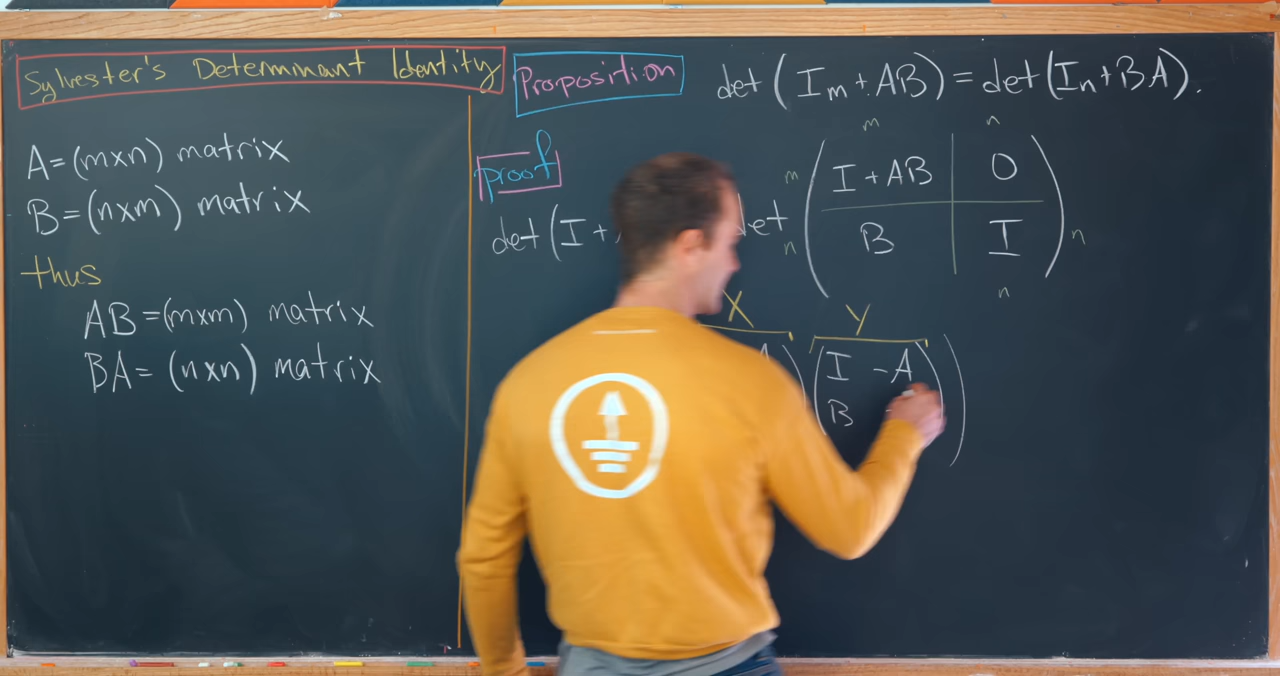 Sylvester's Determinant Identity
A=(m×n) matrix
B=(n×m) matrix
thus
AB=(m×m) matrix
BA=(n×n) matrix
Proposition
det(Im+AB)=det(In+BA).
proof
m n
det(I+
det
m I+AB 0
n B I n
n
X Y
A I -A
B